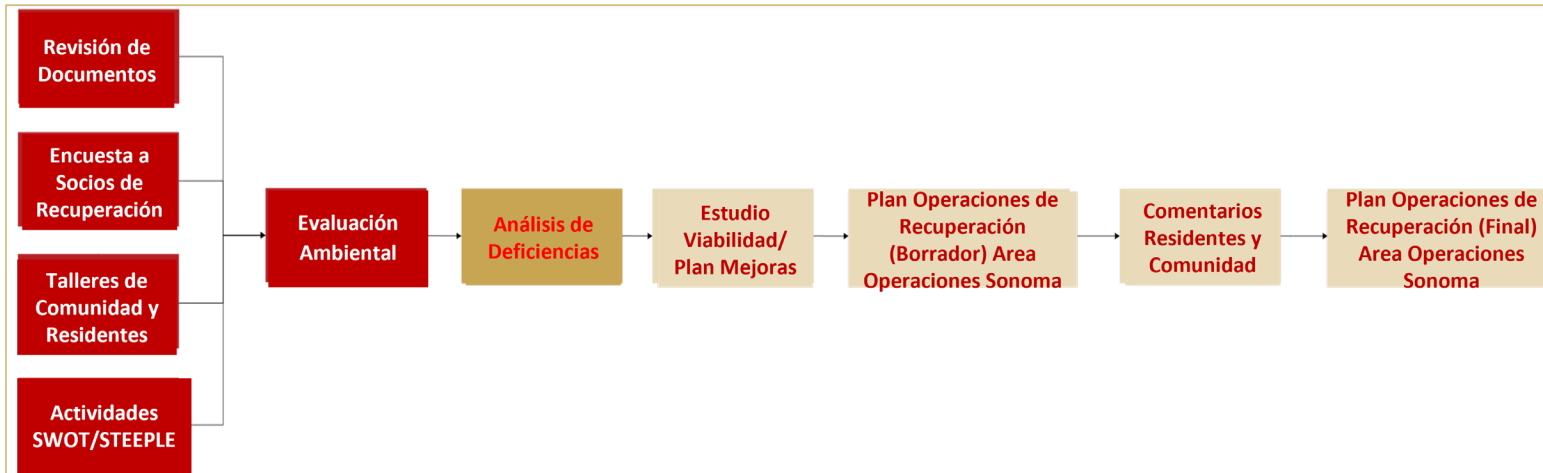 Revisión de
Documentos
Encuesta a
Socios de
Recuperación
Talleres de
Comunidad y
Residentes
Actividades
SWOT/STEEPLE
Evaluación
Ambiental
Análisis de
Deficiencias
Estudio
Viabilidad/
Plan Mejoras
Plan Operaciones de
Recuperación
(Borrador) Area
Operaciones Sonoma
Comentarios
Residentes y
Comunidad
Plan Operaciones de
Recuperación (Final)
Area Operaciones
Sonoma